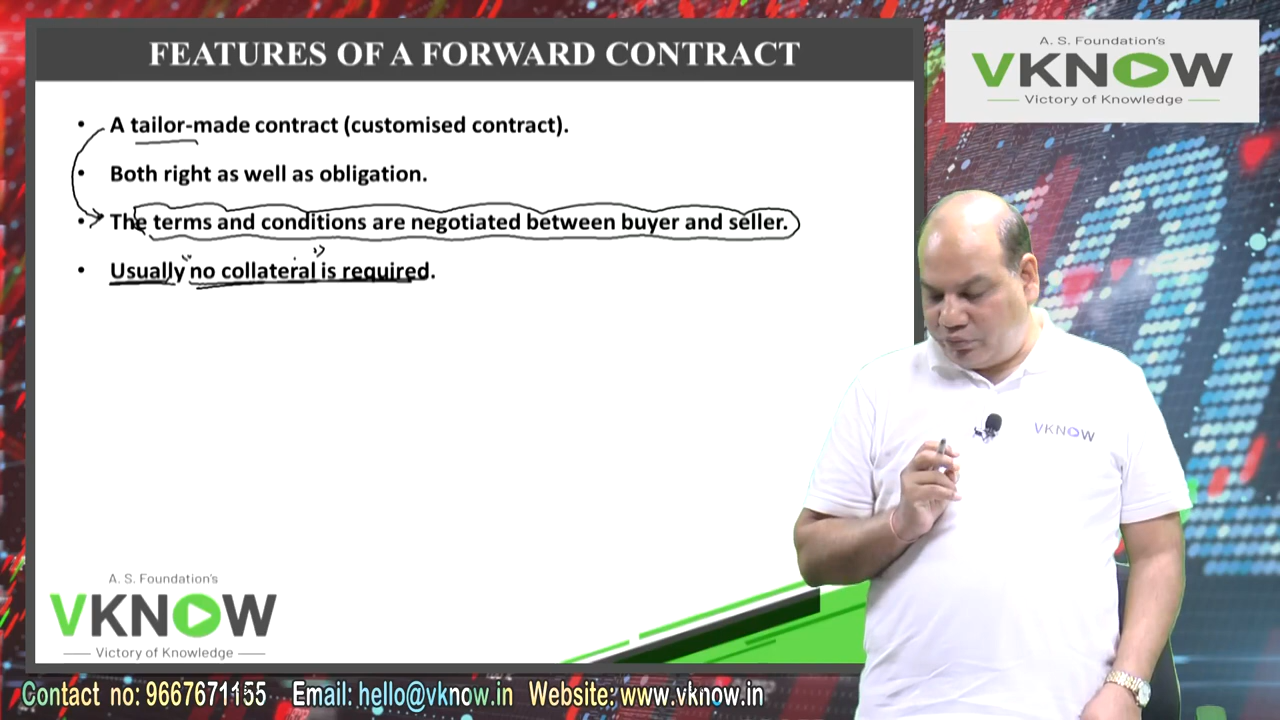 FEATURES OF A FORWARD CONTRACT
A. S. Foundation's
VKNOW
Victory of Knowledge
• A tailor-made contract (customised contract).
• Both right as well as obligation.
• The terms and conditions are negotiated between buyer and seller.
• Usually "no collateral" is required.
VKNOW
A. S. Foundation's
VKNOW
Victory of Knowledge
Contact no: 9667671155 Email: hello@vknow.in Website: www.vknow.in